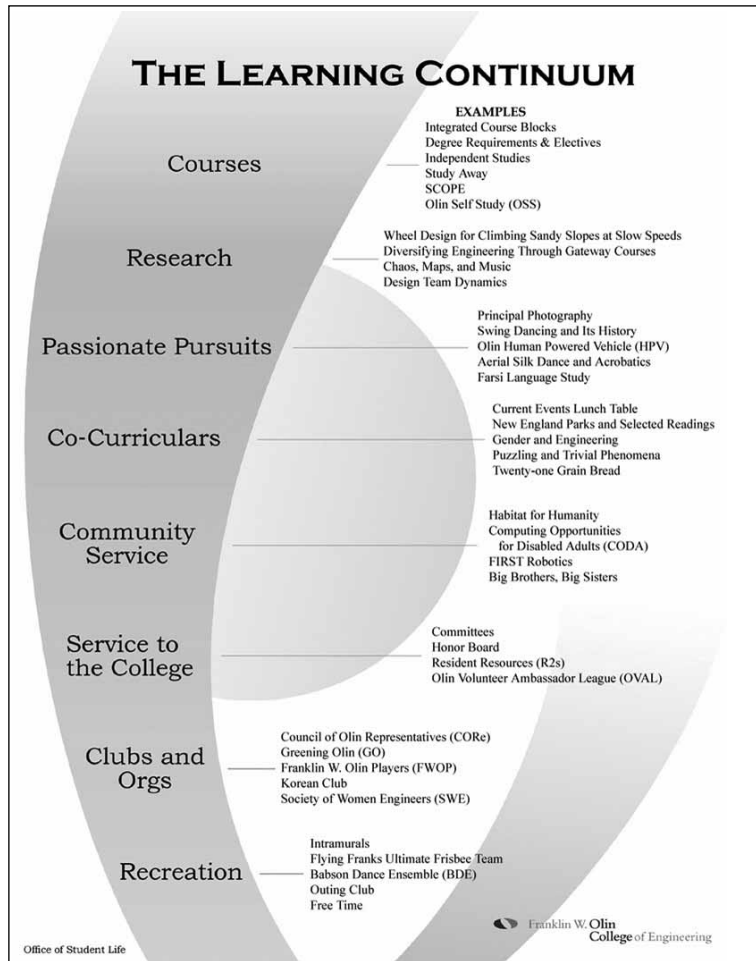 THE LEARNING CONTINUUM
EXAMPLES
Courses
Integrated Course Blocks
Degree Requirements & Electives
Independent Studies
Study Away
SCOPE
Olin Self Study (OSS)
Research
Wheel Design for Climbing Sandy Slopes at Slow Speeds
Diversifying Engineering Through Gateway Courses
Chaos, Maps, and Music
Design Team Dynamics
Passionate Pursuits
Principal Photography
Swing Dancing and Its History
Olin Human Powered Vehicle (HPV)
Aerial Silk Dance and Acrobatics
Farsi Language Study
Co-Curriculars
Current Events Lunch Table
New England Parks and Selected Readings
Gender and Engineering
Puzzling and Trivial Phenomena
Twenty-one Grain Bread
Community
Service
Habitat for Humanity
Computing Opportunities
for Disabled Adults (CODA)
FIRST Robotics
Big Brothers, Big Sisters
Service to
the College
Committees
Honor Board
Resident Resources (R2s)
Olin Volunteer Ambassador League (OVAL)
Clubs and
Orgs
Council of Olin Representatives (CORe)
Greening Olin (GO)
Franklin W. Olin Players (FWOP)
Korean Club
Society of Women Engineers (SWE)
Recreation
Intramurals
Flying Franks Ultimate Frisbee Team
Babson Dance Ensemble (BDE)
Outing Club
Free Time
Franklin W. Olin
College of Engineering
Office of Student Life